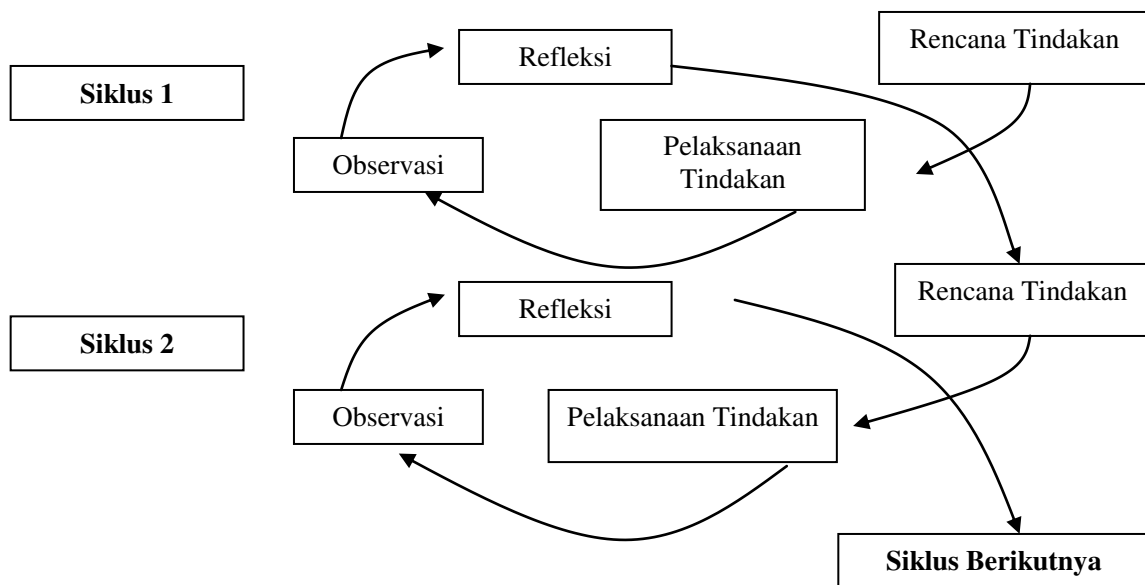 Rencana Tindakan
Refleksi
Siklus 1
Pelaksanaan
Tindakan
Observasi
Rencana Tindakan
Refleksi
Siklus 2
Pelaksanaan Tindakan
Observasi
Siklus Berikutnya